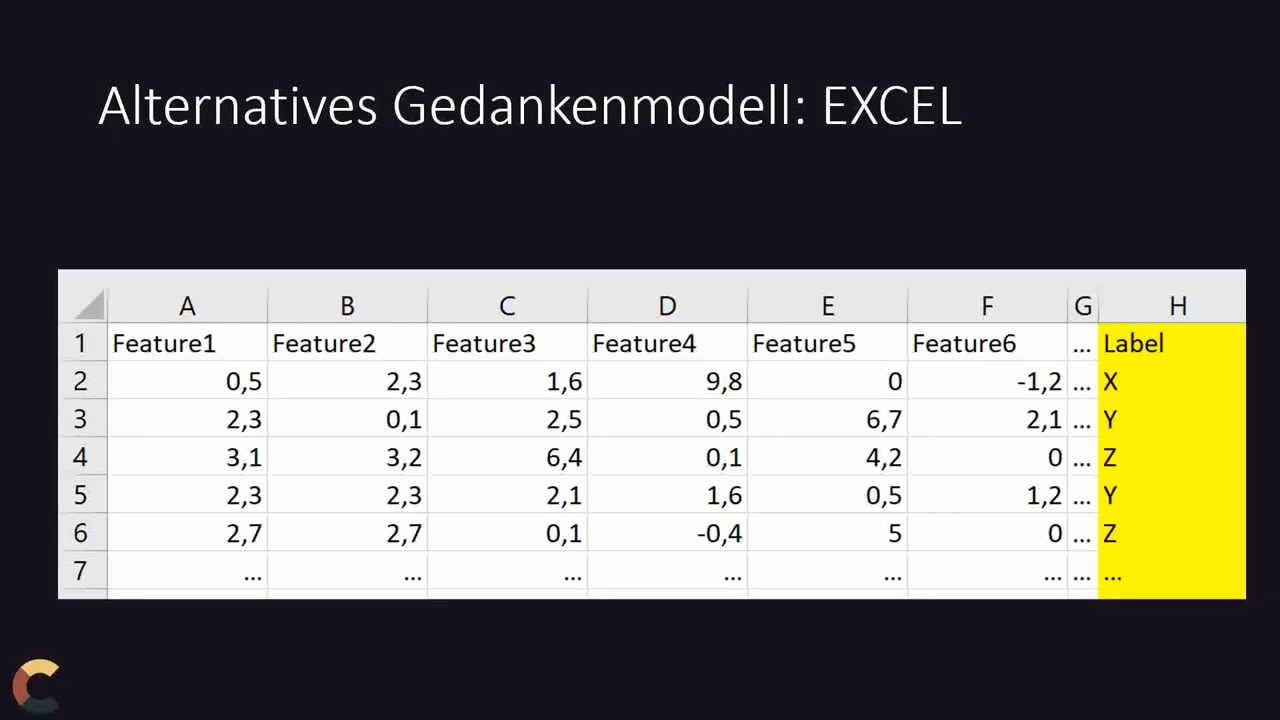 Alternatives Gedankenmodell: EXCEL
A B C D E F G H
1 Feature1 Feature2 Feature3 Feature4 Feature5 Feature6 ... Label
2 0,5 2,3 1,6 9,8 0 -1,2 ... X
3 2,3 0,1 2,5 0,5 6,7 2,1 ... Y
4 3,1 3,2 6,4 0,1 4,2 0 ... Z
5 2,3 2,3 2,1 1,6 0,5 1,2 ... Y
6 2,7 2,7 0,1 -0,4 5 0 ... Z
7 ... ... ... ... ... ... ... ...